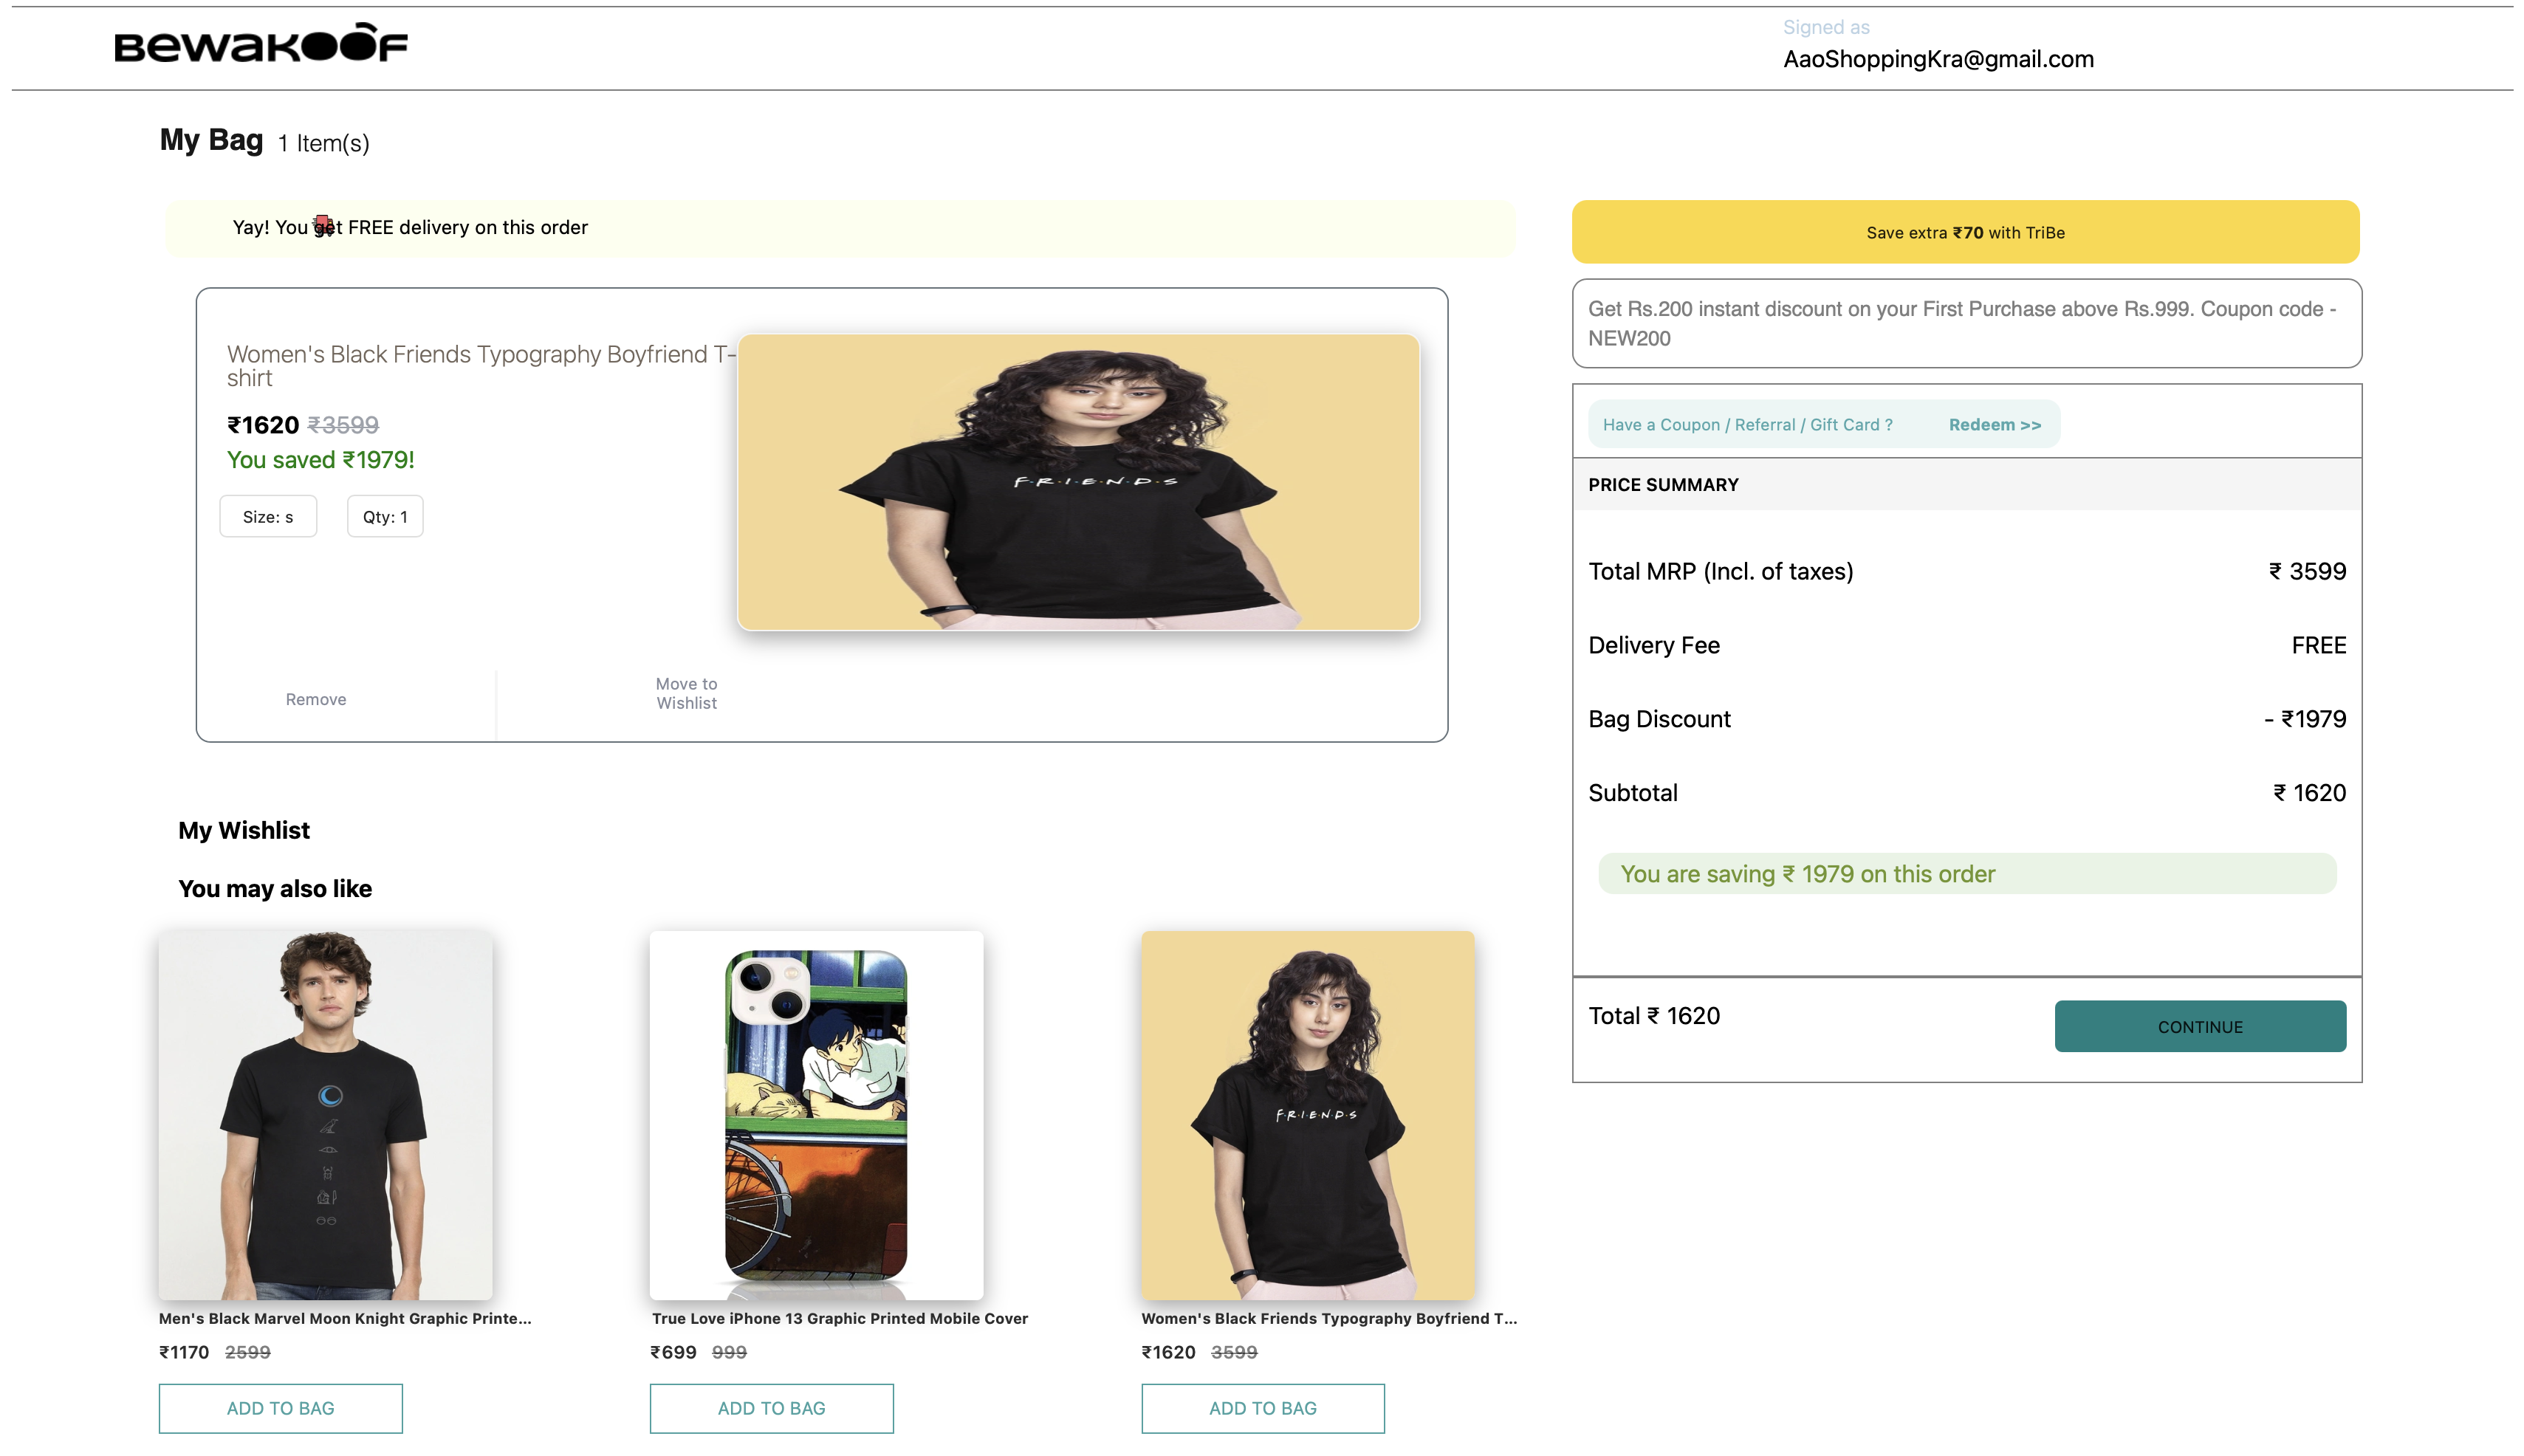 BEWAKOOF
Signed as
AaoShoppingKra@gmail.com
My Bag 1 Item(s)
Yay! You get FREE delivery on this order
Women's Black Friends Typography Boyfriend T-
shirt
₹1620 ₹3599
You saved ₹1979!
Size: s Qty: 1
F·R·I·E·N·D·S
Remove
Move to
Wishlist
Save extra ₹70 with TriBe
Get Rs.200 instant discount on your First Purchase above Rs.999. Coupon code -
NEW200
Have a Coupon / Referral / Gift Card ? Redeem >>
PRICE SUMMARY
Total MRP (Incl. of taxes) ₹ 3599
Delivery Fee FREE
Bag Discount - ₹1979
Subtotal ₹ 1620
You are saving ₹ 1979 on this order
Total ₹ 1620 CONTINUE
My Wishlist
You may also like
F·R·I·E·N·D·S
Men's Black Marvel Moon Knight Graphic Printe...
₹1170 2599
ADD TO BAG
True Love iPhone 13 Graphic Printed Mobile Cover
₹699 999
ADD TO BAG
Women's Black Friends Typography Boyfriend T...
₹1620 3599
ADD TO BAG